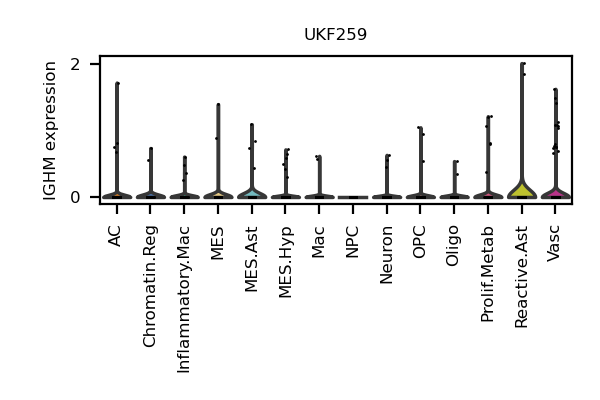 UKF259
IGHM expression
2
0
AC
Chromatin.Reg
Inflammatory.Mac
MES
MES.Ast
MES.Hyp
Mac
NPC
Neuron
OPC
Oligo
Prolif.Metab
Reactive.Ast
Vasc